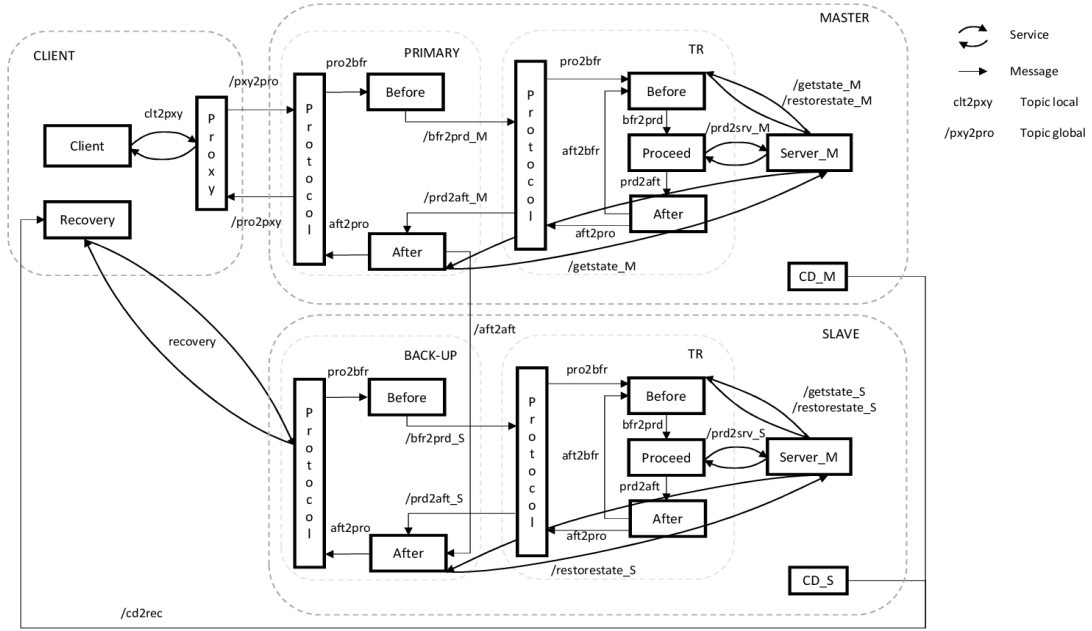 MASTER
CLIENT
PRIMARY
TR
Service
Message
clt2pxy Topic local
/pxy2pro Topic global
/pxy2pro
pro2bfr
Before
/bfr2prd_M
pro2bfr
Before
/getstate_M
/restorestate_M
clt2pxy
Client
Proxy
Protocol
Protocol
bfr2prd
/prd2srv_M
aft2bfr
Proceed
Server_M
prd2aft
Recovery
/pro2pxy
/prd2aft_M
aft2pro
After
After
aft2pro
/getstate_M
CD_M
/aft2aft
SLAVE
BACK-UP
TR
recovery
pro2bfr
Before
/bfr2prd_S
pro2bfr
Before
/getstate_S
/restorestate_S
Protocol
Protocol
bfr2prd
/prd2srv_S
aft2bfr
Proceed
Server_M
prd2aft
/prd2aft_S
aft2pro
After
After
aft2pro
/restorestate_S
CD_S
/cd2rec